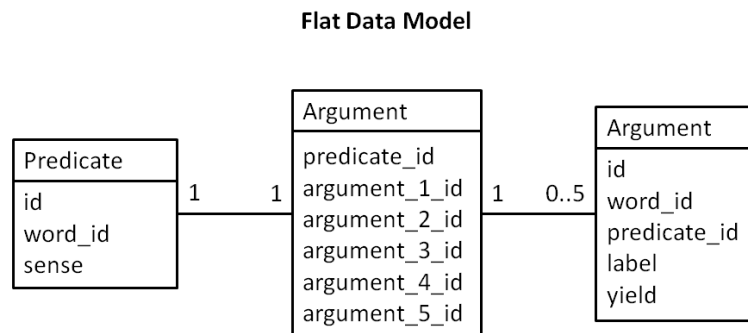 Flat Data Model
Predicate
id
word_id
sense
1
1
Argument
predicate_id
argument_1_id
argument_2_id
argument_3_id
argument_4_id
argument_5_id
1
0..5
Argument
id
word_id
predicate_id
label
yield